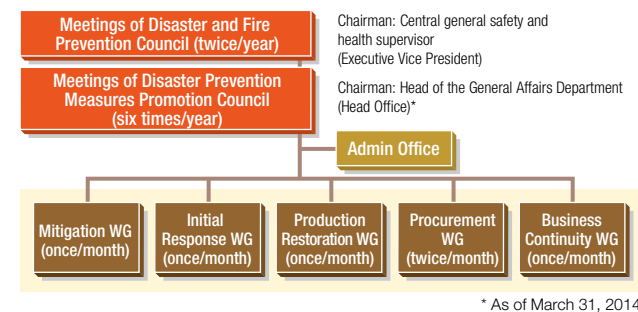 Meetings of Disaster and Fire
Prevention Council (twice/year)
Chairman: Central general safety and
health supervisor
(Executive Vice President)
Meetings of Disaster Prevention
Measures Promotion Council
(six times/year)
Chairman: Head of the General Affairs Department
(Head Office)*
Admin Office
Mitigation WG
(once/month)
Initial
Response WG
(once/month)
Production
Restoration WG
(once/month)
Procurement
WG
(twice/month)
Business
Continuity WG
(once/month)
* As of March 31, 2014